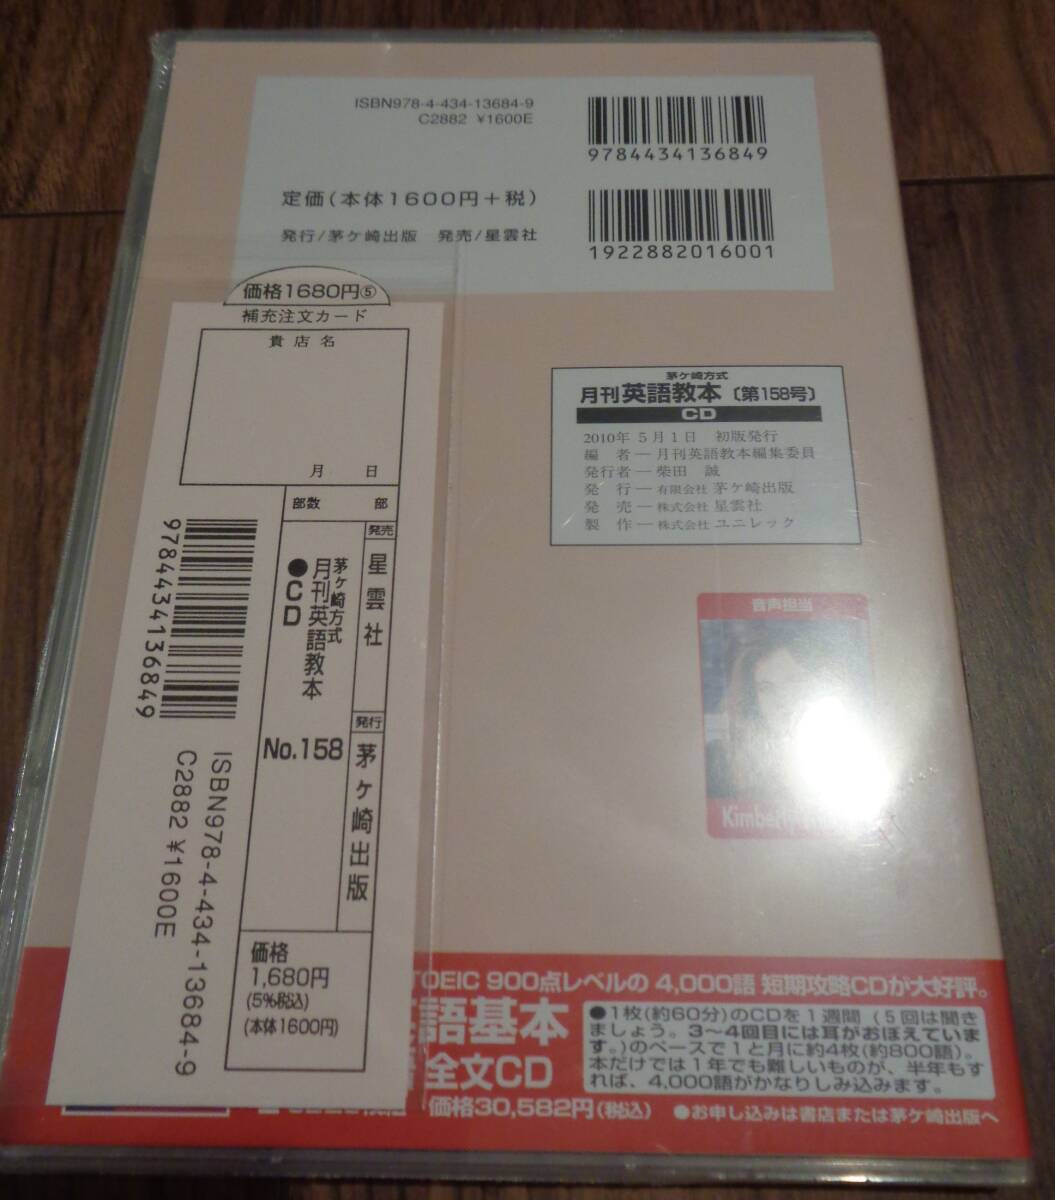 ISBN978-4-434-13684-9
C2882 ¥1600E
9784434136849
定価(本体1600円+税)
発行/茅ケ崎出版 発売/星雲社
1922882016001
価格1680円⑤
補充注文カード
貴店名
月 日
部数 部
発売
星雲社
茅ケ崎方式
月刊英語教本
●CD
No.158
発行
茅ケ崎出版
価格
1,680円
(5%税込)
(本体1600円)
9784434136849
ISBN978-4-434-13684-9
C2882 ¥1600E
茅ケ崎方式
月刊 英語教本〔第158号〕
CD
2010年5月1日 初版発行
編 者 ― 月刊英語教本編集委員
発行者 ― 柴田 誠
発 行 ― 有限会社 茅ケ崎出版
発 売 ― 株式会社 星雲社
製 作 ― 株式会社 ユニレック
音声担当
Kimberly
TOEIC 900点レベルの 4,000語 短期攻略CDが大好評。
語基本
全文CD
●1枚(約60分)のCDを1週間(5回は聞き
ましょう。3〜4回目には耳がおぼえていま
す。)のペースで1と月に約4枚(約800語)。
本だけでは1年でも難しいものが、半年もす
れば、4,000語がかなりしみ込みます。
価格30,582円(税込) ●お申し込みは書店または茅ケ崎出版へ